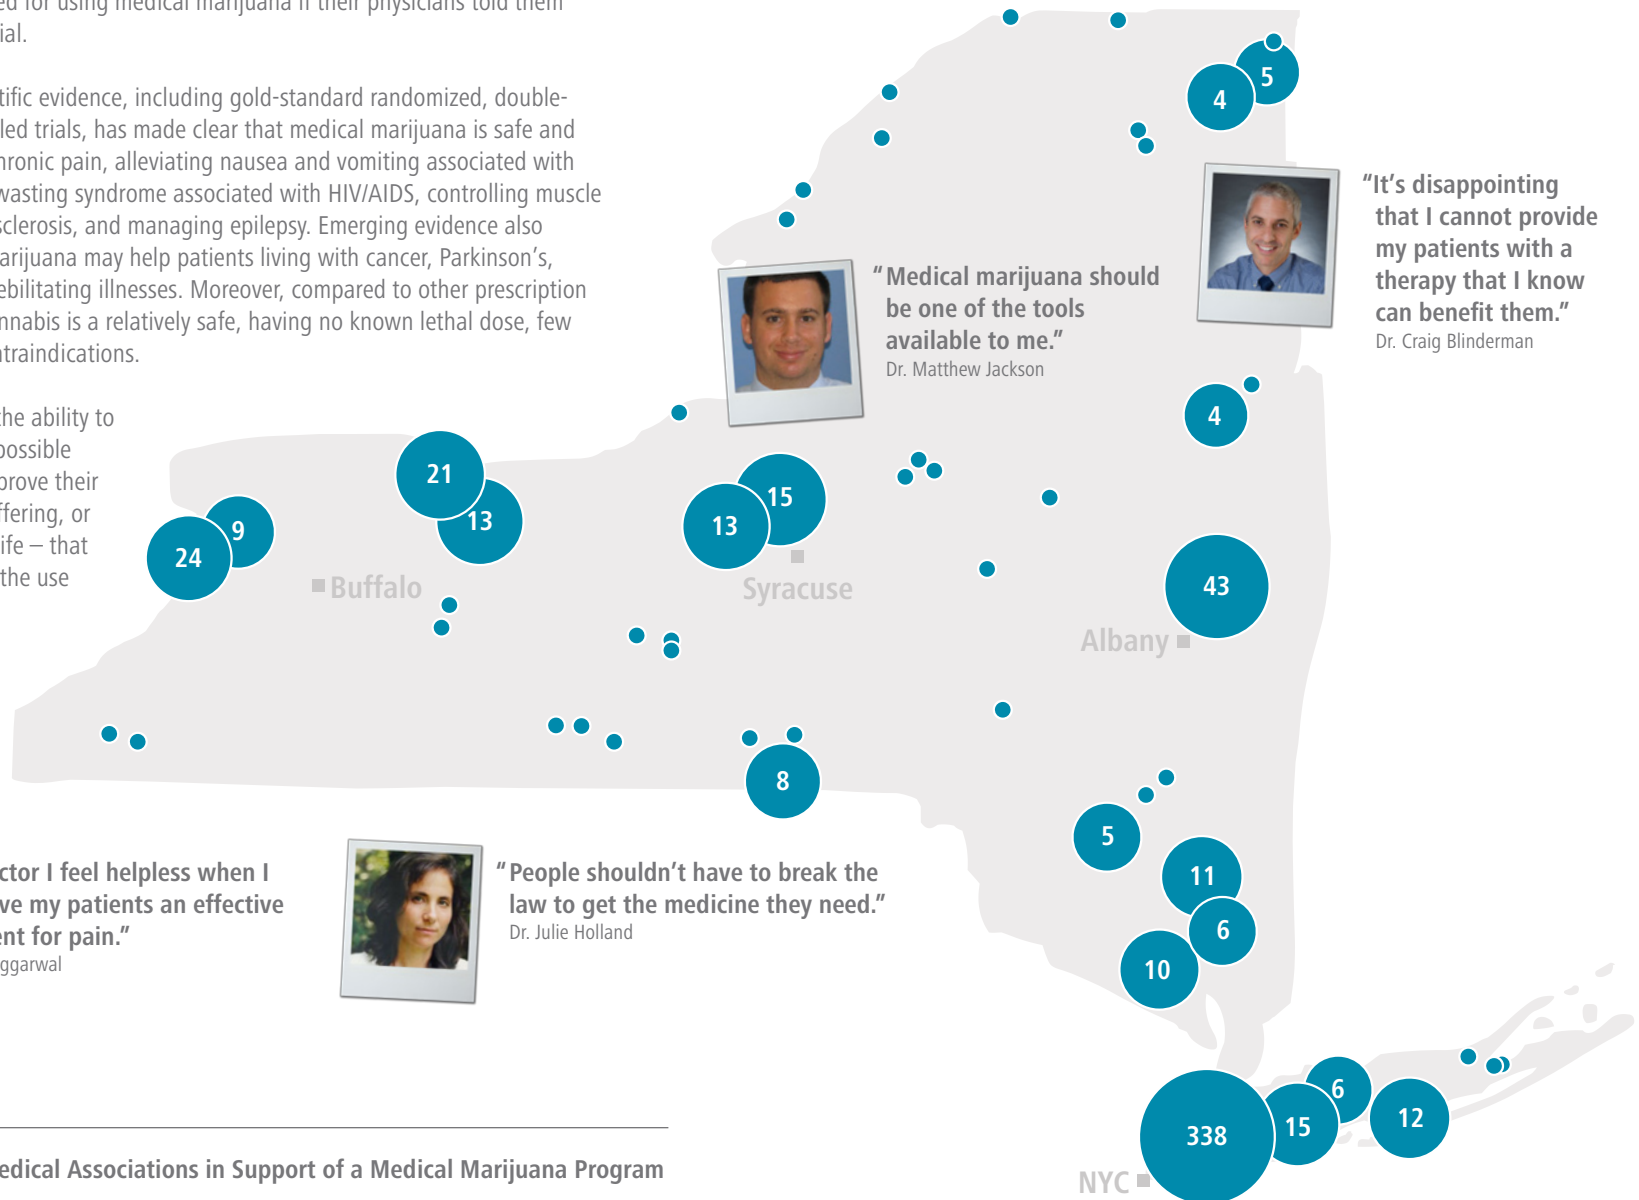 ed for using medical marijuana if their physicians told them
ial.
tific evidence, including gold-standard randomized, double-
led trials, has made clear that medical marijuana is safe and
hronic pain, alleviating nausea and vomiting associated with
wasting syndrome associated with HIV/AIDS, controlling muscle
sclerosis, and managing epilepsy. Emerging evidence also
arijuana may help patients living with cancer, Parkinson's,
ebilitating illnesses. Moreover, compared to other prescription
nnabis is a relatively safe, having no known lethal dose, few
ntraindications.
the ability to
possible
prove their
ffering, or
life – that
the use
5
4
"It's disappointing
that I cannot provide
my patients with a
therapy that I know
can benefit them."
Dr. Craig Blinderman
"Medical marijuana should
be one of the tools
available to me."
Dr. Matthew Jackson
4
21
13
15
13
9
24
43
Buffalo
Syracuse
Albany
8
5
11
6
10
ctor I feel helpless when I
ve my patients an effective
ent for pain."
ggarwal
"People shouldn't have to break the
law to get the medicine they need."
Dr. Julie Holland
6
12
15
338
NYC
edical Associations in Support of a Medical Marijuana Program